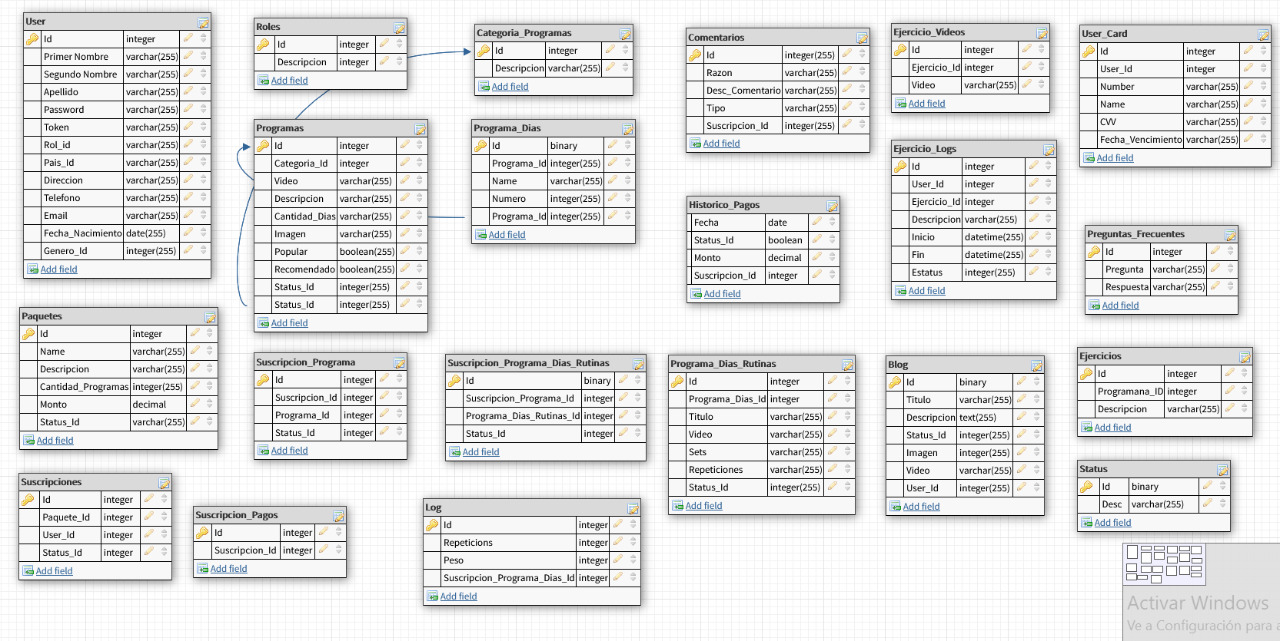 User
Id integer
Primer Nombre varchar(255)
Segundo Nombre varchar(255)
Apellido varchar(255)
Password varchar(255)
Token varchar(255)
Rol_id varchar(255)
Pais_Id varchar(255)
Direccion varchar(255)
Telefono varchar(255)
Email varchar(255)
Fecha_Nacimiento date(255)
Genero_Id integer(255)
Add field
Roles
Id integer
Descripcion integer
Add field
Categoria_Programas
Id integer
Descripcion varchar(255)
Add field
Comentarios
Id integer(255)
Razon varchar(255)
Desc_Comentario varchar(255)
Tipo varchar(255)
Suscripcion_Id integer(255)
Add field
Ejercicio_Videos
Id integer
Ejercicio_Id integer
Video varchar(255)
Add field
User_Card
Id integer
User_Id integer
Number varchar(255)
Name varchar(255)
CVV varchar(255)
Fecha_Vencimiento varchar(255)
Add field
Programas
Id integer
Categoria_Id integer
Video varchar(255)
Descripcion varchar(255)
Cantidad_Dias varchar(255)
Imagen varchar(255)
Popular boolean(255)
Recomendado boolean(255)
Status_Id integer(255)
Status_Id integer(255)
Add field
Programa_Dias
Id binary
Programa_Id integer(255)
Name varchar(255)
Numero integer(255)
Programa_Id integer(255)
Add field
Ejercicio_Logs
Id integer
User_Id integer
Ejercicio_Id integer
Descripcion varchar(255)
Inicio datetime(255)
Fin datetime(255)
Estatus integer(255)
Add field
Historico_Pagos
Fecha date
Status_Id boolean
Monto decimal
Suscripcion_Id integer
Add field
Preguntas_Frecuentes
Id integer
Pregunta varchar(255)
Respuesta varchar(255)
Add field
Paquetes
Id integer
Name varchar(255)
Descripcion varchar(255)
Cantidad_Programas integer(255)
Monto decimal
Status_Id varchar(255)
Add field
Suscripcion_Programa
Id integer
Suscripcion_Id integer
Programa_Id integer
Status_Id integer
Add field
Suscripcion_Programa_Dias_Rutinas
Id binary
Suscripcion_Programa_Id integer
Programa_Dias_Rutinas_Id integer
Status_Id integer
Add field
Programa_Dias_Rutinas
Id integer
Programa_Dias_Id integer
Titulo varchar(255)
Video varchar(255)
Sets varchar(255)
Repeticiones varchar(255)
Status_Id integer(255)
Add field
Blog
Id binary
Titulo varchar(255)
Descripcion text(255)
Status_Id integer(255)
Imagen integer(255)
Video varchar(255)
User_Id integer(255)
Add field
Ejercicios
Id integer
Programana_ID integer
Descripcion varchar(255)
Add field
Status
Id binary
Desc varchar(255)
Add field
Suscripciones
Id integer
Paquete_Id integer
User_Id integer
Status_Id integer
Add field
Suscripcion_Pagos
Id integer
Suscripcion_Id integer
Add field
Log
Id integer
Repeticions integer
Peso integer
Suscripcion_Programa_Dias_Id integer
Add field
Activar Windows
Ve a Configuración para a